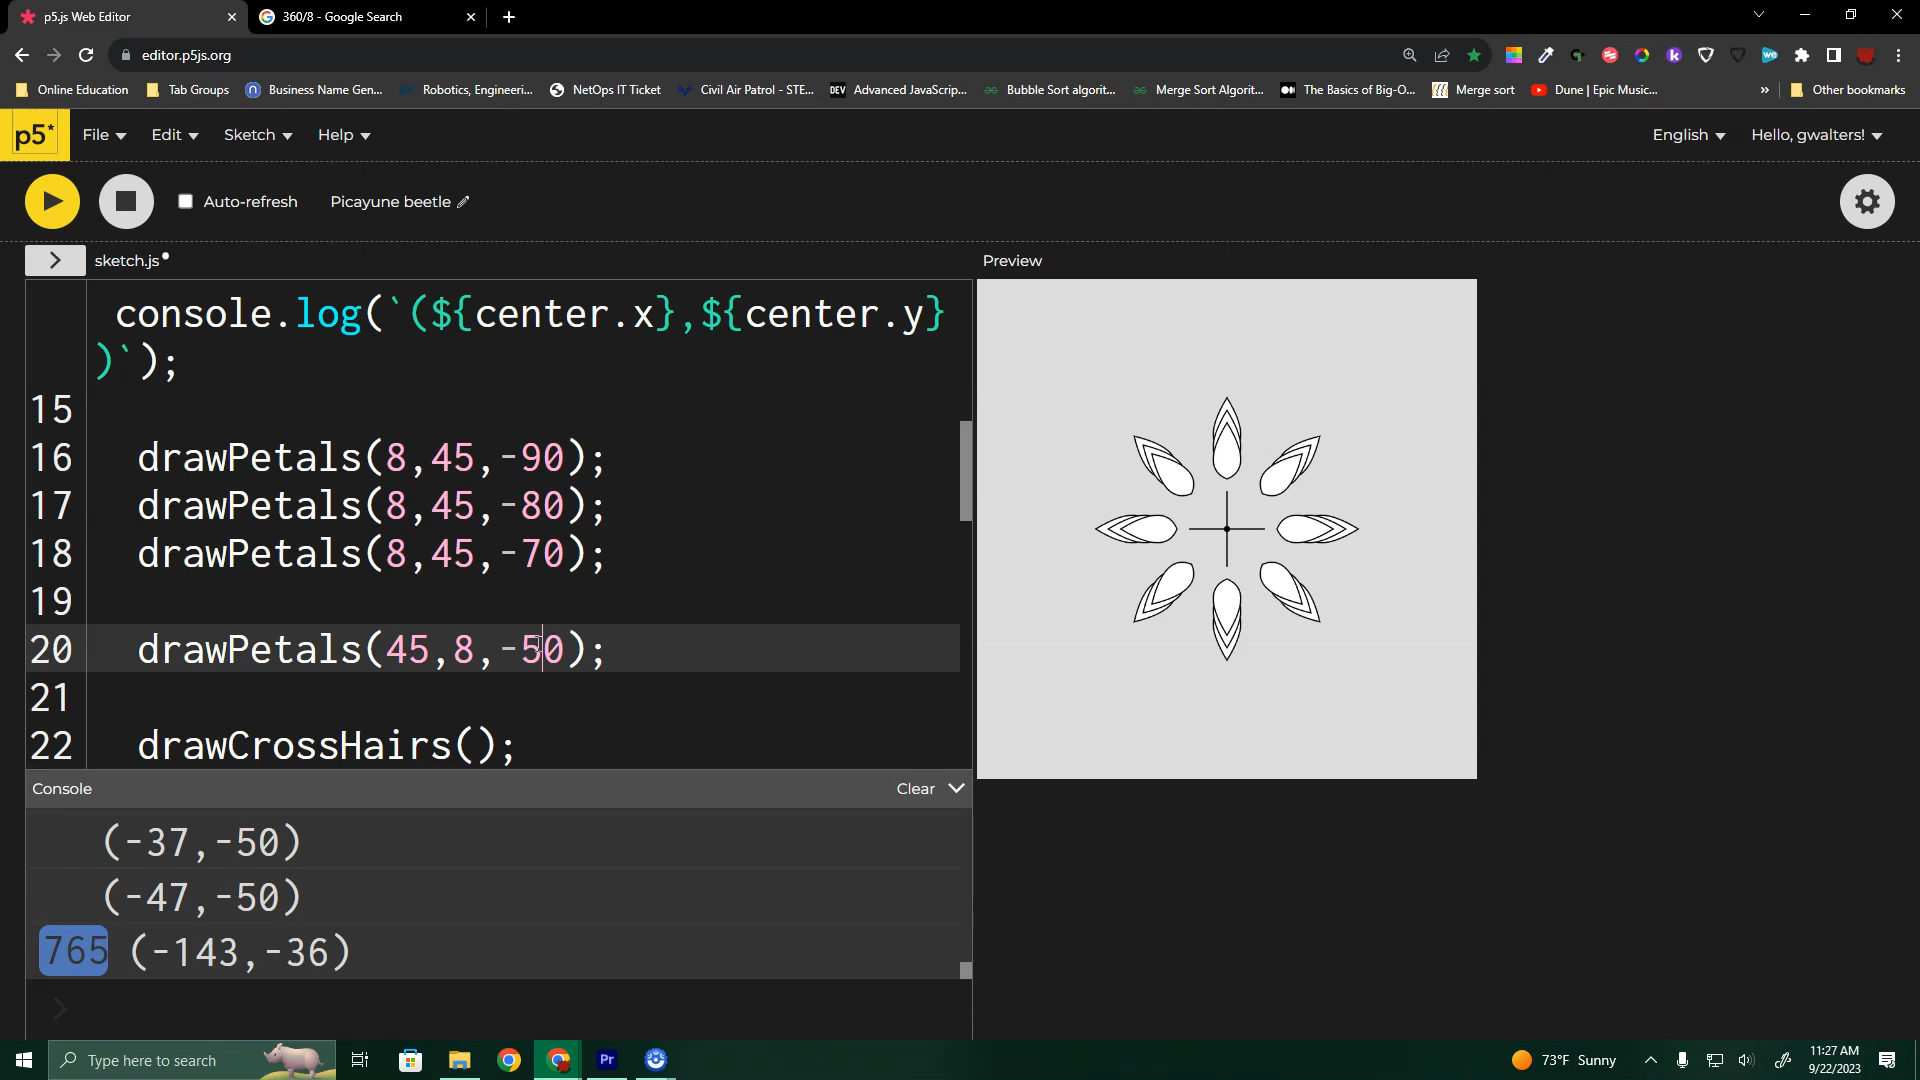 p5.js Web Editor
360/8 - Google Search
editor.p5js.org
Online Education
Tab Groups
Business Name Gen...
Robotics, Engineeri...
NetOps IT Ticket
Civil Air Patrol - STE...
DEV
Advanced JavaScrip...
Bubble Sort algorit...
Merge Sort Algorit...
The Basics of Big-O...
Merge sort
Dune | Epic Music...
»
Other bookmarks
p5*
File
Edit
Sketch
Help
English
Hello, gwalters!
Auto-refresh
Picayune beetle
sketch.js
Preview
console.log(`(${center.x},${center.y}
)`);
15
16 drawPetals(8,45,-90);
17 drawPetals(8,45,-80);
18 drawPetals(8,45,-70);
19
20 drawPetals(45,8,-50);
21
22 drawCrossHairs();
Console
Clear
(-37,-50)
(-47,-50)
765 (-143,-36)
Type here to search
Pr
73°F Sunny
11:27 AM
9/22/2023